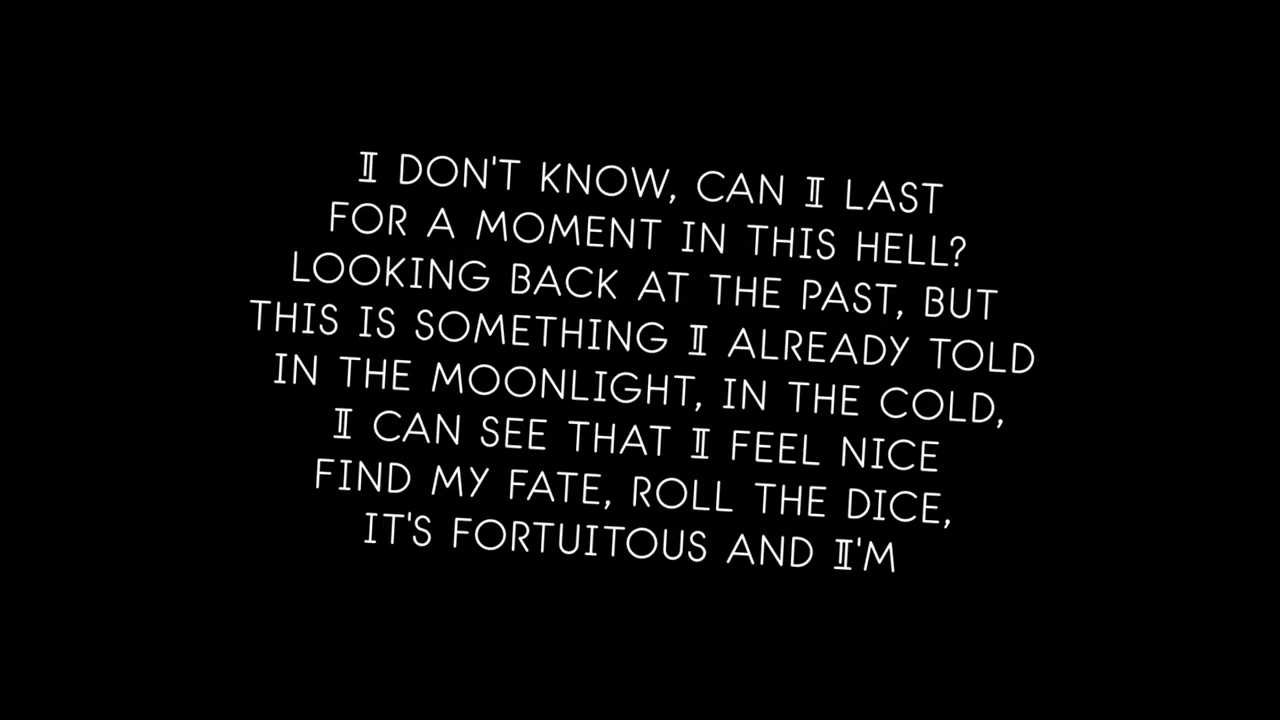 I DON'T KNOW, CAN I LAST
FOR A MOMENT IN THIS HELL?
LOOKING BACK AT THE PAST, BUT
THIS IS SOMETHING I ALREADY TOLD
IN THE MOONLIGHT, IN THE COLD,
I CAN SEE THAT I FEEL NICE
FIND MY FATE, ROLL THE DICE,
IT'S FORTUITOUS AND I'M